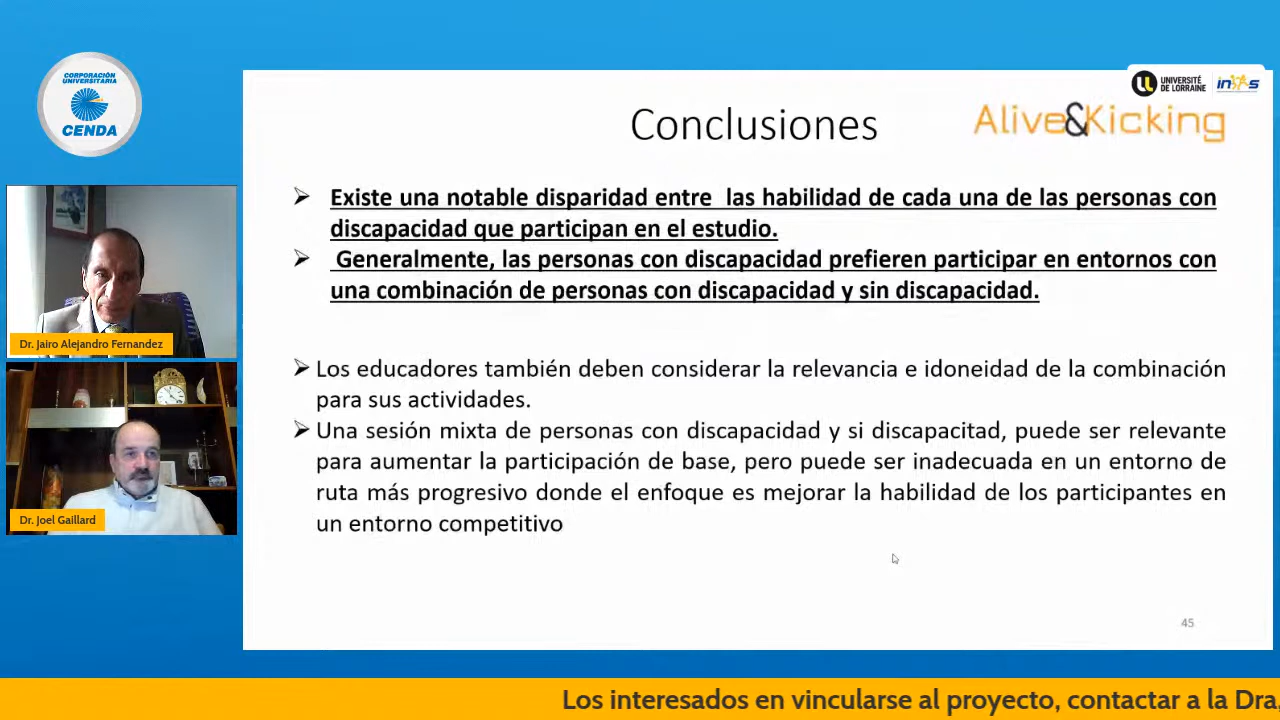 CORPORACIÓN
UNIVERSITARIA
CENDA
UNIVERSITÉ
DE LORRAINE
Conclusiones
Alive&Kicking
Existe una notable disparidad entre las habilidad de cada una de las personas con
discapacidad que participan en el estudio.
Generalmente, las personas con discapacidad prefieren participar en entornos con
una combinación de personas con discapacidad y sin discapacidad.
Los educadores también deben considerar la relevancia e idoneidad de la combinación
para sus actividades.
Una sesión mixta de personas con discapacidad y si discapacitad, puede ser relevante
para aumentar la participación de base, pero puede ser inadecuada en un entorno de
ruta más progresivo donde el enfoque es mejorar la habilidad de los participantes en
un entorno competitivo
45
Dr. Jairo Alejandro Fernandez
Dr. Joel Gaillard
Los interesados en vincularse al proyecto, contactar a la Dra,